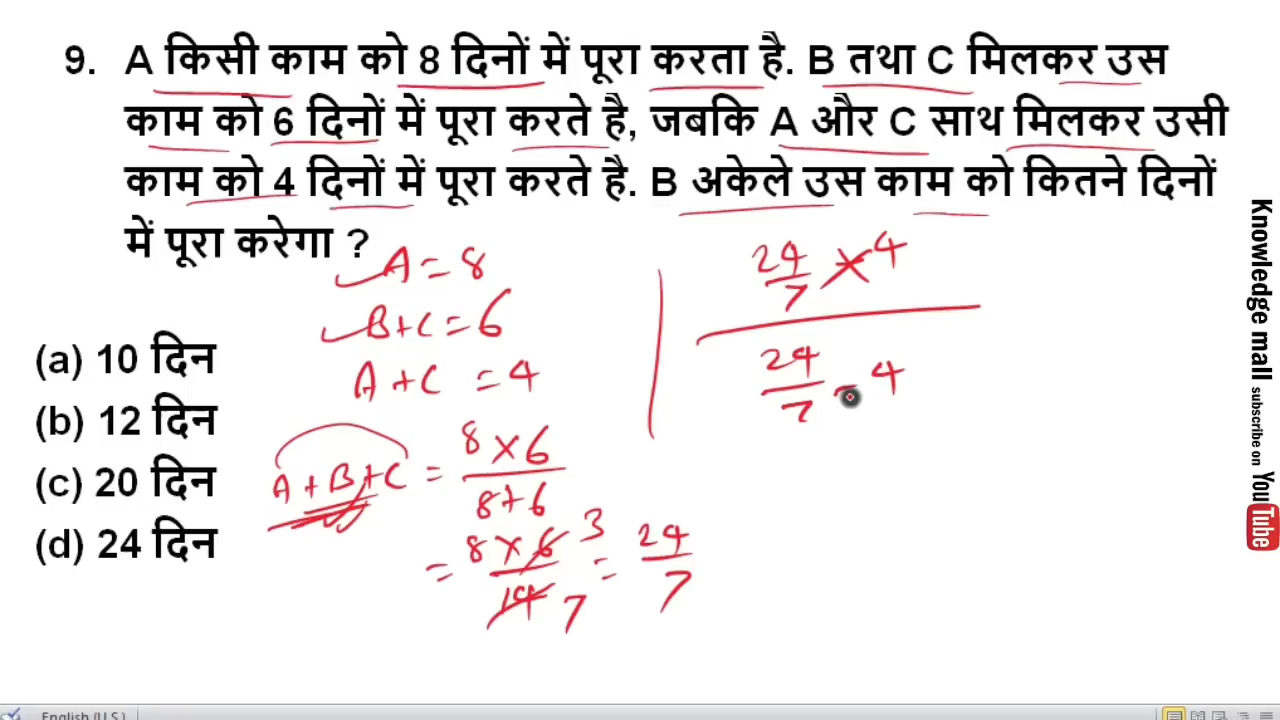 9. A किसी काम को 8 दिनों में पूरा करता है. B तथा C मिलकर उस
काम को 6 दिनों में पूरा करते है, जबकि A और C साथ मिलकर उसी
काम को 4 दिनों में पूरा करते है. B अकेले उस काम को कितने दिनों
में पूरा करेगा ?
(a) 10 दिन
(b) 12 दिन
(c) 20 दिन
(d) 24 दिन
A = 8
B+C = 6
A+C = 4
A+B+C = 8×6
8+6
= 8×6 3 = 24
14 7 7
24 × 4
7
24 - 4
7
Knowledge mall subscribe on YouTube
English (U.S.)